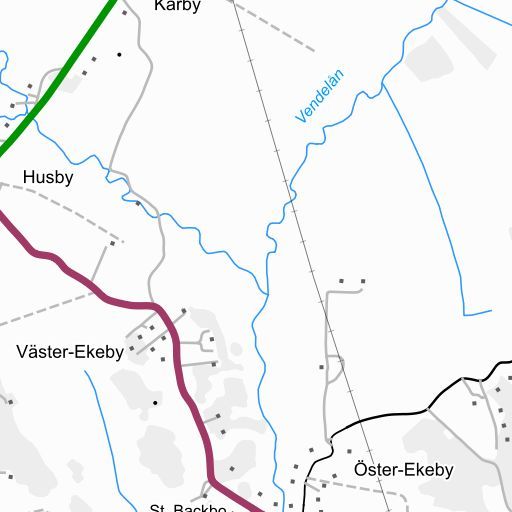 Karby
Vendelån
Husby
Väster-Ekeby
Öster-Ekeby
St. Backbo